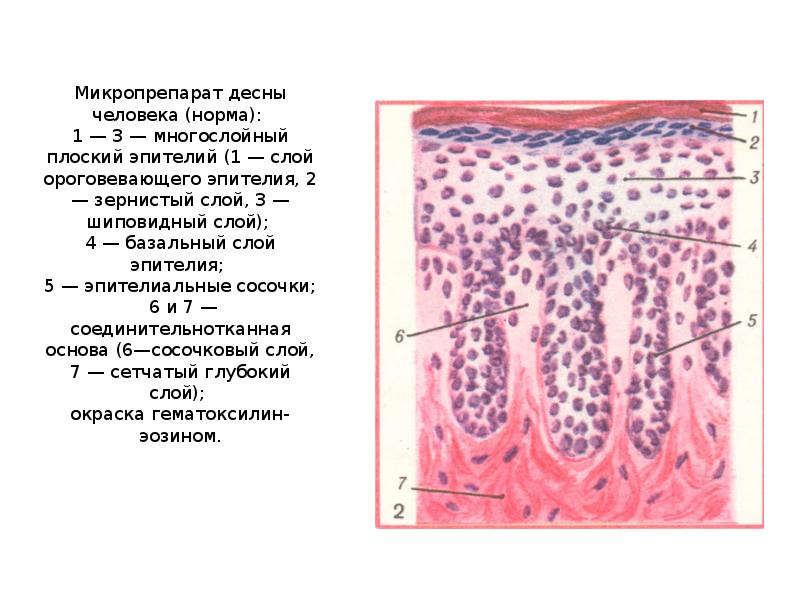 Микропрепарат десны
человека (норма):
1 — 3 — многослойный
плоский эпителий (1 — слой
ороговевающего эпителия, 2
— зернистый слой, 3 —
шиповидный слой);
4 — базальный слой
эпителия;
5 — эпителиальные сосочки;
6 и 7 —
соединительнотканная
основа (6—сосочковый слой,
7 — сетчатый глубокий
слой);
окраска гематоксилин-
эозином.
1
2
3
4
5
6
7
2